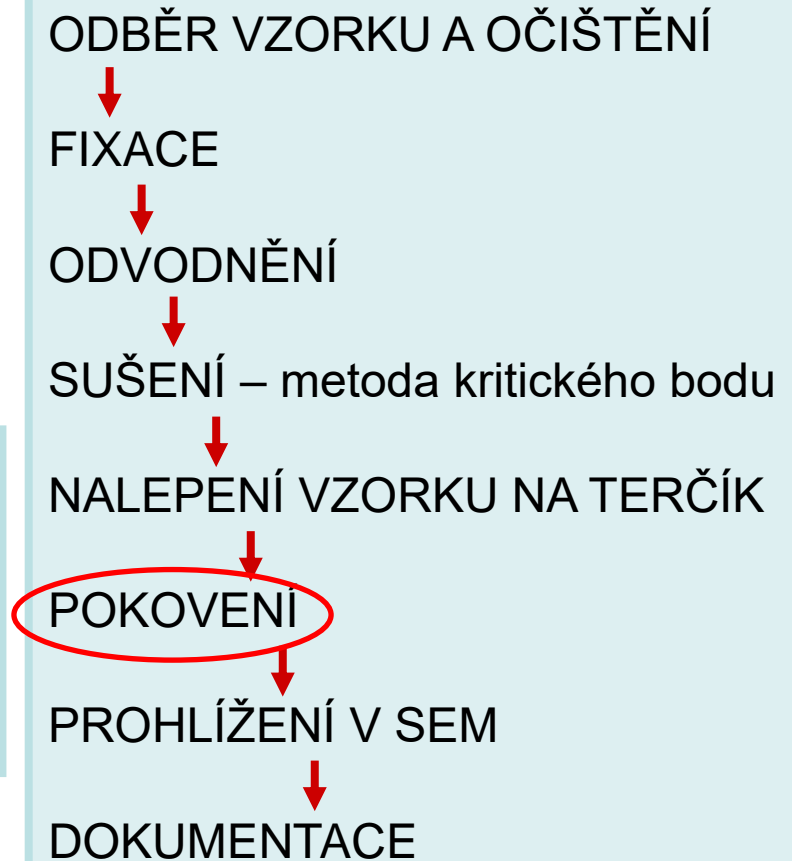 ODBĚR VZORKU A OČIŠTĚNÍ
FIXACE
ODVODNĚNÍ
SUŠENÍ – metoda kritického bodu
NALEPENÍ VZORKU NA TERČÍK
POKOVENÍ
PROHLÍŽENÍ V SEM
DOKUMENTACE